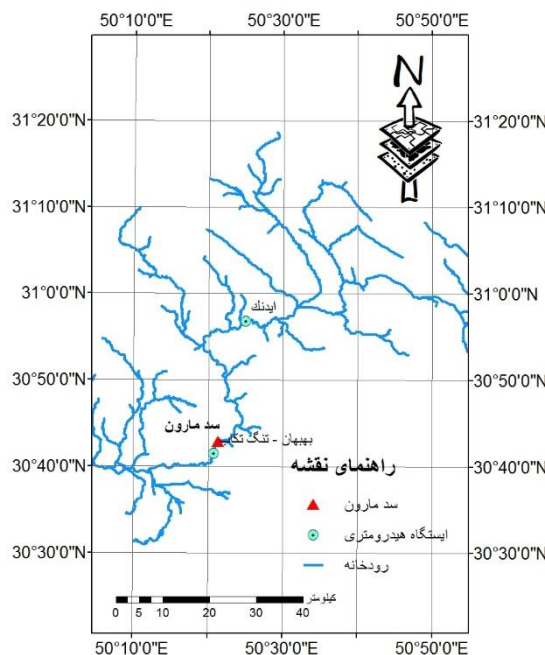 50°10'0"E 50°30'0"E 50°50'0"E
N
31°20'0"N 31°20'0"N
31°10'0"N 31°10'0"N
31°0'0"N 31°0'0"N
ایدنک
30°50'0"N 30°50'0"N
سد مارون
بهبهان - تنگ تکاب
30°40'0"N 30°40'0"N
راهنمای نقشه
سد مارون
ایستگاه هیدرومتری
30°30'0"N 30°30'0"N
رودخانه
کیلومتر
0 5 10 20 30 40
50°10'0"E 50°30'0"E 50°50'0"E